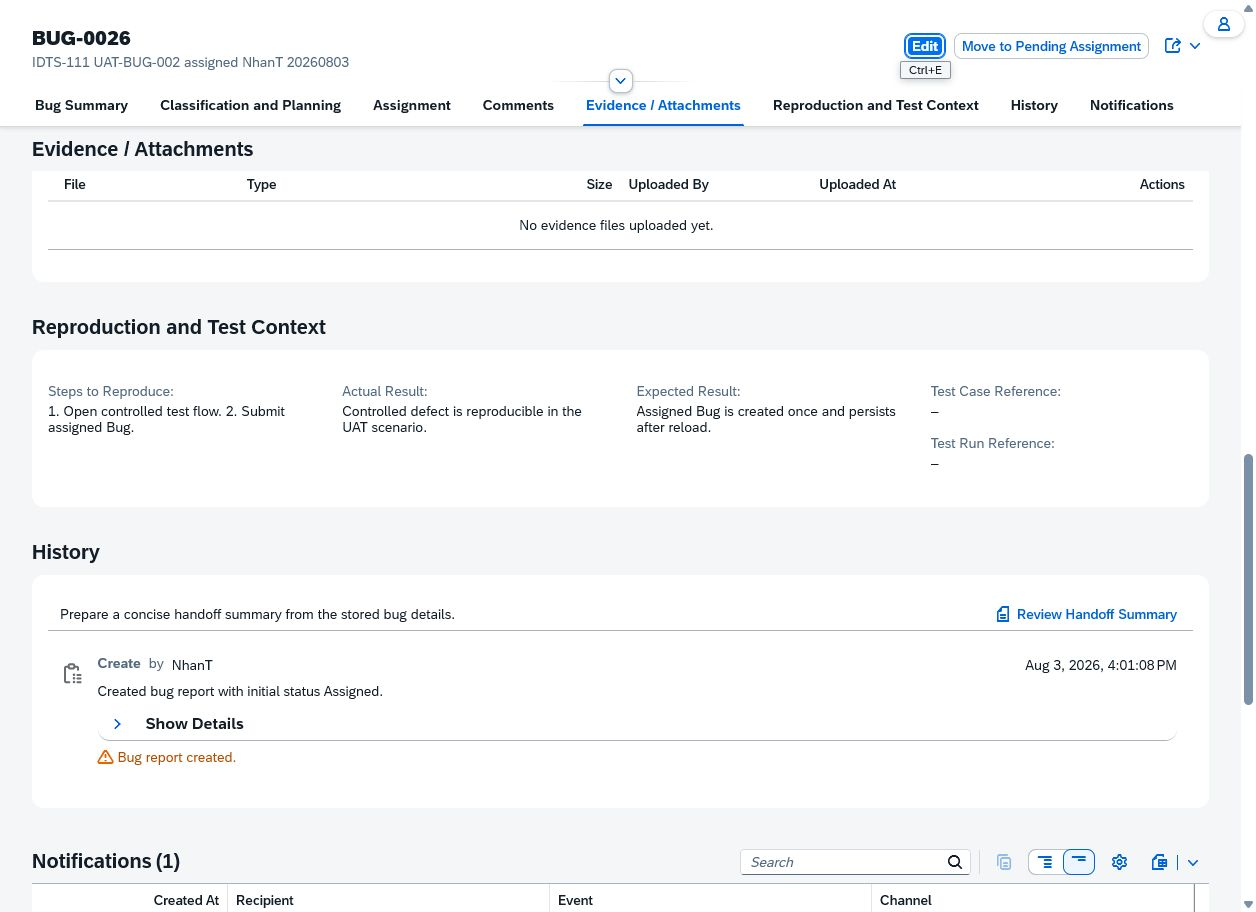 BUG-0026
IDTS-111 UAT-BUG-002 assigned NhanT 20260803
Edit
Move to Pending Assignment
Ctrl+E
Bug Summary
Classification and Planning
Assignment
Comments
Evidence / Attachments
Reproduction and Test Context
History
Notifications
Evidence / Attachments
File
Type
Size
Uploaded By
Uploaded At
Actions
No evidence files uploaded yet.
Reproduction and Test Context
Steps to Reproduce:
1. Open controlled test flow. 2. Submit
assigned Bug.
Actual Result:
Controlled defect is reproducible in the
UAT scenario.
Expected Result:
Assigned Bug is created once and persists
after reload.
Test Case Reference:
–
Test Run Reference:
–
History
Prepare a concise handoff summary from the stored bug details.
Review Handoff Summary
Create by NhanT
Aug 3, 2026, 4:01:08 PM
Created bug report with initial status Assigned.
Show Details
Bug report created.
Notifications (1)
Search
Created At
Recipient
Event
Channel